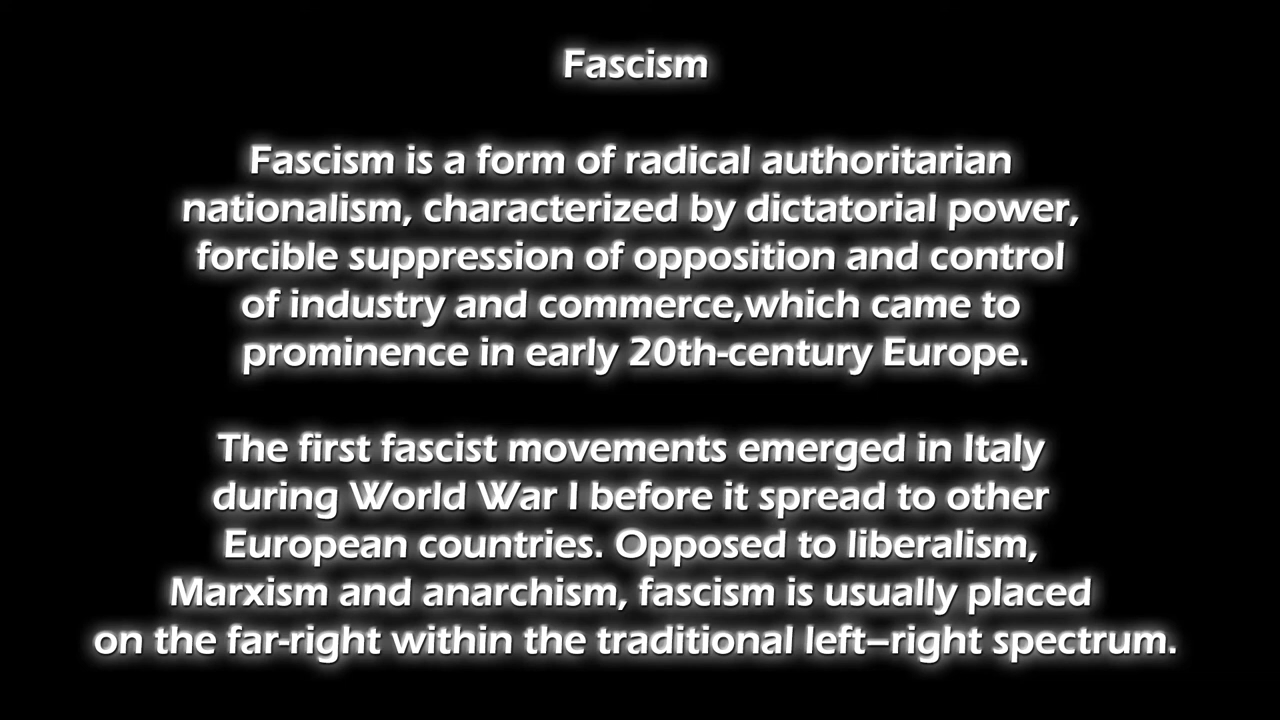 Fascism
Fascism is a form of radical authoritarian
nationalism, characterized by dictatorial power,
forcible suppression of opposition and control
of industry and commerce,which came to
prominence in early 20th-century Europe.
The first fascist movements emerged in Italy
during World War I before it spread to other
European countries. Opposed to liberalism,
Marxism and anarchism, fascism is usually placed
on the far-right within the traditional left–right spectrum.